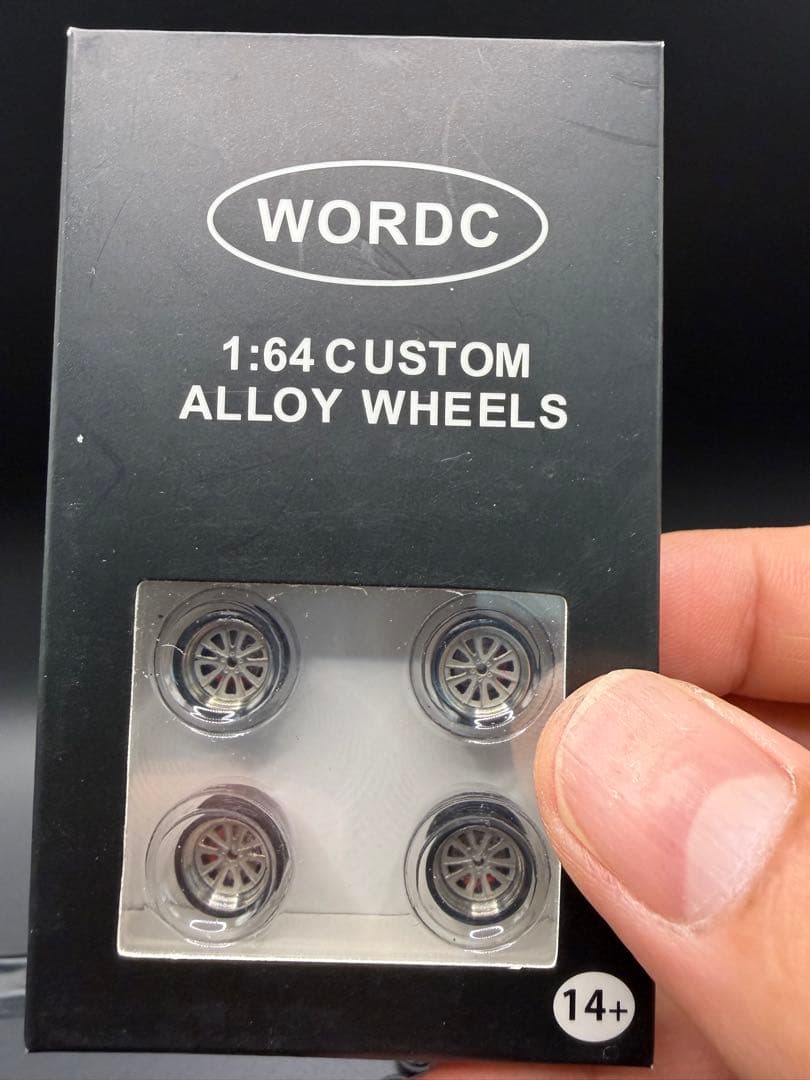 WORDC
1:64 CUSTOM
ALLOY WHEELS
14+